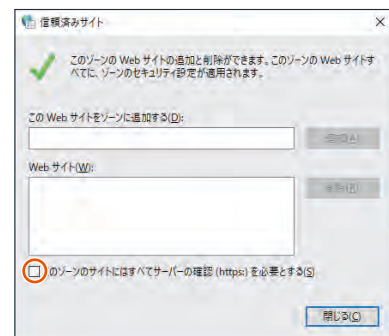 信頼済みサイト
このゾーンの Web サイトの追加と削除ができます。このゾーンの Web サイトす
べてに、ゾーンのセキュリティ設定が適用されます。
この Web サイトをゾーンに追加する(D):
追加(A)
Web サイト(W):
削除(R)
のゾーンのサイトにはすべてサーバーの確認 (https:) を必要とする(S)
閉じる(C)